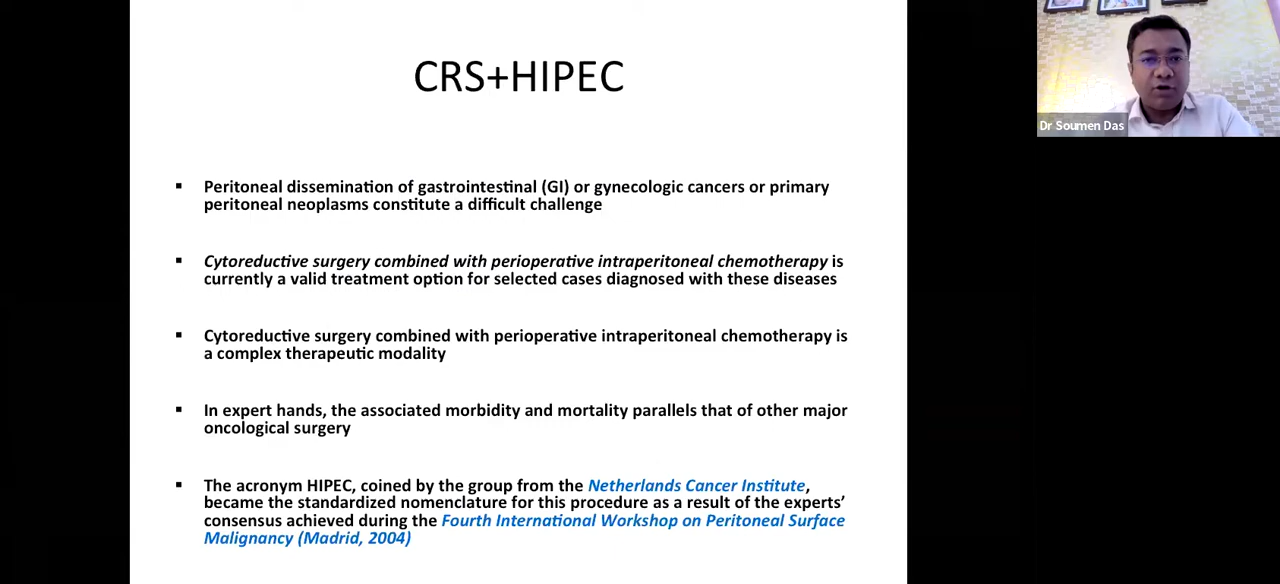 CRS+HIPEC
Dr Soumen Das
▪ Peritoneal dissemination of gastrointestinal (GI) or gynecologic cancers or primary
peritoneal neoplasms constitute a difficult challenge
▪ Cytoreductive surgery combined with perioperative intraperitoneal chemotherapy is
currently a valid treatment option for selected cases diagnosed with these diseases
▪ Cytoreductive surgery combined with perioperative intraperitoneal chemotherapy is
a complex therapeutic modality
▪ In expert hands, the associated morbidity and mortality parallels that of other major
oncological surgery
▪ The acronym HIPEC, coined by the group from the Netherlands Cancer Institute,
became the standardized nomenclature for this procedure as a result of the experts’
consensus achieved during the Fourth International Workshop on Peritoneal Surface
Malignancy (Madrid, 2004)